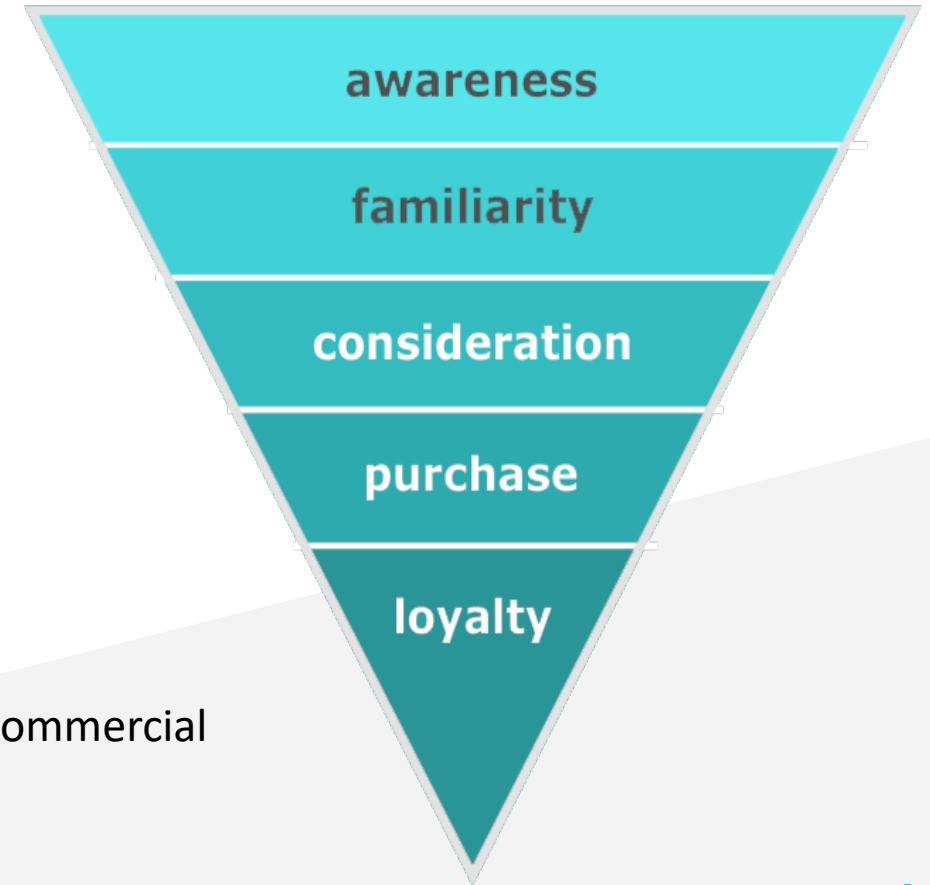 awareness
familiarity
consideration
purchase
loyalty
ommercial